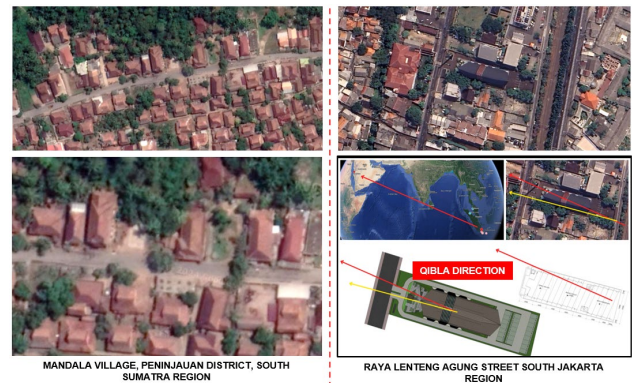 QIBLA DIRECTION
MANDALA VILLAGE, PENINJAUAN DISTRICT, SOUTH
SUMATRA REGION
RAYA LENTENG AGUNG STREET SOUTH JAKARTA
REGION